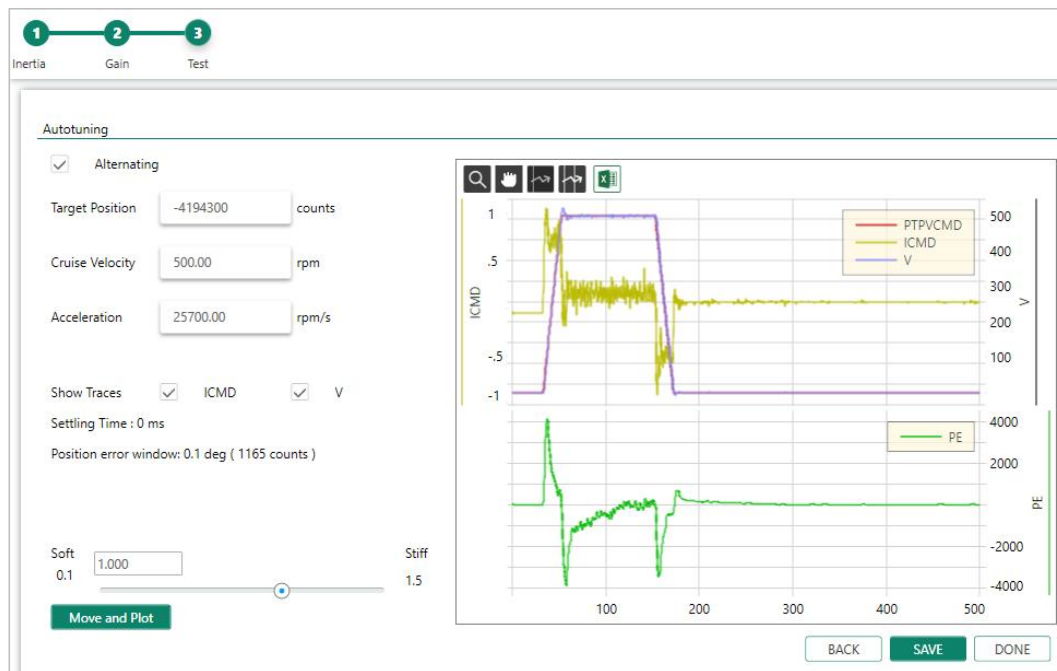 1 2 3
Inertia Gain Test
Autotuning
Alternating
Target Position -4194300 counts
Cruise Velocity 500.00 rpm
Acceleration 25700.00 rpm/s
Show Traces ICMD V
Settling Time : 0 ms
Position error window: 0.1 deg ( 1165 counts )
Soft Stiff
0.1 1.000 1.5
Move and Plot
PTPVCMD
ICMD
V
1
.5
-.5
-1
ICMD
500
400
300
200
100
V
PE
4000
2000
-2000
-4000
PE
100 200 300 400 500
BACK SAVE DONE